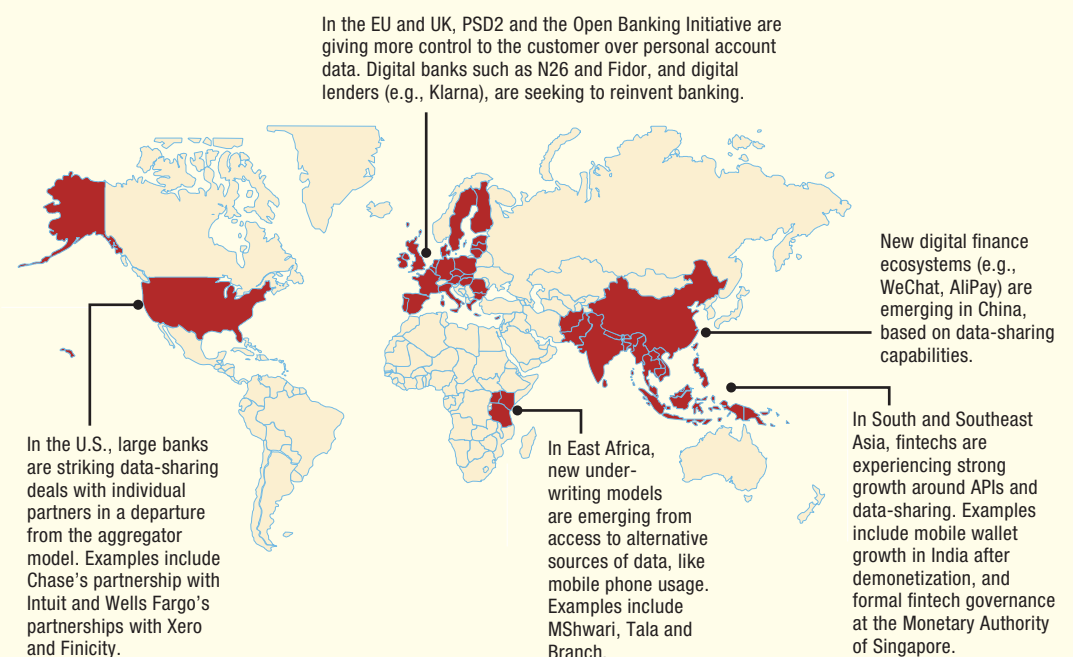 In the EU and UK, PSD2 and the Open Banking Initiative are
giving more control to the customer over personal account
data. Digital banks such as N26 and Fidor, and digital
lenders (e.g., Klarna), are seeking to reinvent banking.
New digital finance
ecosystems (e.g.,
WeChat, AliPay) are
emerging in China,
based on data-sharing
capabilities.
In the U.S., large banks
are striking data-sharing
deals with individual
partners in a departure
from the aggregator
model. Examples include
Chase’s partnership with
Intuit and Wells Fargo’s
partnerships with Xero
and Finicity.
In East Africa,
new under-
writing models
are emerging from
access to alternative
sources of data, like
mobile phone usage.
Examples include
MShwari, Tala and
Branch.
In South and Southeast
Asia, fintechs are
experiencing strong
growth around APIs and
data-sharing. Examples
include mobile wallet
growth in India after
demonetization, and
formal fintech governance
at the Monetary Authority
of Singapore.